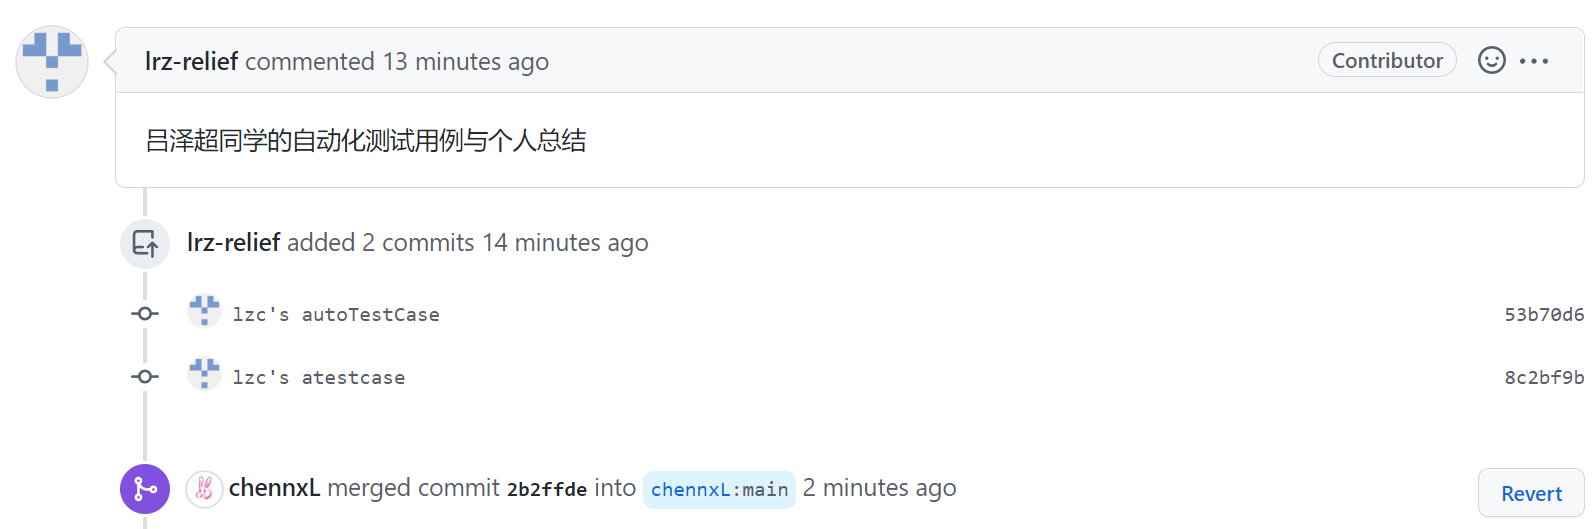 lrz-relief commented 13 minutes ago Contributor
吕泽超同学的自动化测试用例与个人总结
lrz-relief added 2 commits 14 minutes ago
lzc's autoTestCase 53b70d6
lzc's atestcase 8c2bf9b
chennxL merged commit 2b2ffde into chennxL:main 2 minutes ago Revert